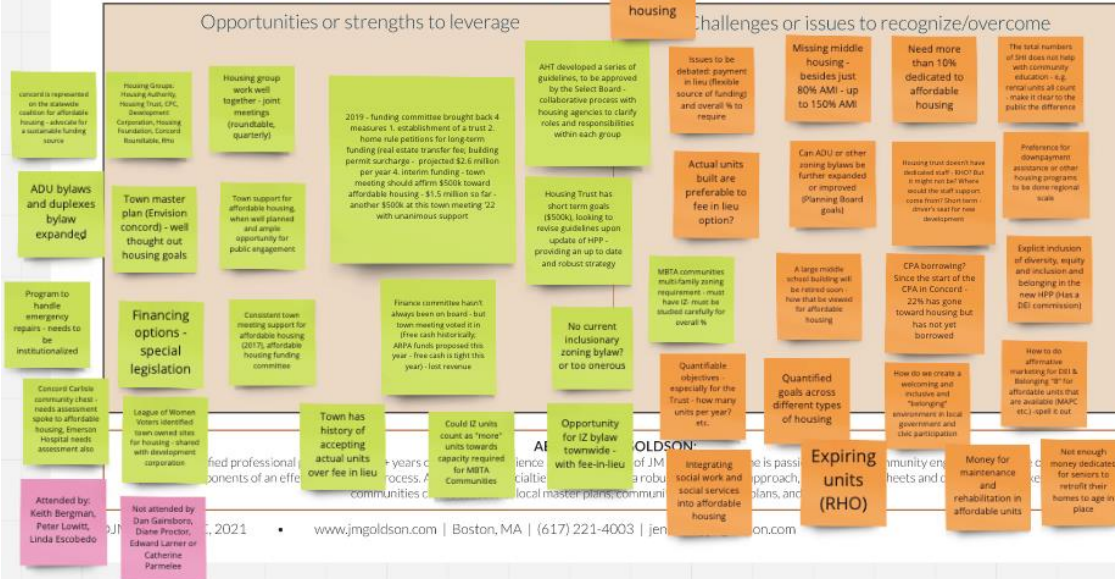 housing
Opportunities or strengths to leverage
Challenges or issues to recognize/overcome
concord is represented
on the statewide
coalition for affordable
housing - advocate for
a sustainable funding
source
Housing Groups:
Housing Authority,
Housing Trust, CPC,
Development
Corporation, Housing
Foundation, Concord
Roundtable, Rho
Housing group
work well
together - joint
meetings
(roundtable,
quarterly)
2019 - funding committee brought back 4
measures 1. establishment of a trust 2.
home rule petitions for long-term
funding (real estate transfer fee; building
permit surcharge - projected $2.6 million
per year 4. interim funding - town
meeting should affirm $500k toward
affordable housing - $1.5 million so far -
another $500k at this town meeting '22
with unanimous support
AHT developed a series of
guidelines, to be approved
by the Select Board -
collaborative process with
housing agencies to clarify
roles and responsibilities
within each group
Issues to be
debated: payment
in lieu (flexible
source of funding)
and overall % to
require
Missing middle
housing -
besides just
80% AMI - up
to 150% AMI
Need more
than 10%
dedicated to
affordable
housing
The total numbers
of SHI does not help
with community
education - e.g.
rental units all count
- make it clear to the
public the difference
ADU bylaws
and duplexes
bylaw
expanded
Town master
plan (Envision
concord) - well
thought out
housing goals
Town support for
affordable housing,
when well planned
and ample
opportunity for
public engagement
Housing Trust has
short term goals
($500k), looking to
revise guidelines upon
update of HPP -
providing an up to date
and robust strategy
Actual units
built are
preferable to
fee in lieu
option?
Can ADU or other
zoning bylaws be
further expanded
or improved
(Planning Board
goals)
Housing trust doesn't have
dedicated staff - RHO? But
it might not be? Where
would the staff support
come from? Short term -
driver's seat for new
development
Preference for
downpayment
assistance or other
housing programs
to be done regional
scale
Program to
handle
emergency
repairs - needs
to be
institutionalized
Financing
options -
special
legislation
Consistent town
meeting support for
affordable housing
(2017), affordable
housing funding
committee
Finance committee hasn't
always been on board - but
town meeting voted it in
(Free cash historically;
ARPA funds proposed this
year - free cash is tight this
year) - lost revenue
No current
inclusionary
zoning bylaw?
or too onerous
MBTA communities
multi-family zoning
requirement - must
have IZ- must be
studied carefully for
overall %
A large middle
school building will
be retired soon -
how that be viewed
for affordable
housing
CPA borrowing?
Since the start of the
CPA in Concord -
22% has gone
toward housing but
has not yet
borrowed
Explicit inclusion
of diversity, equity
and inclusion and
belonging in the
new HPP (Has a
DEI commission)
Concord Carlisle
community chest -
needs assessment
spoke to affordable
housing, Emerson
Hospital needs
assessment also
League of Women
Voters identified
town owned sites
for housing - shared
with development
corporation
Town has
history of
accepting
actual units
over fee in lieu
Could IZ units
count as "more"
units towards
capacity required
for MBTA
Communities
Opportunity
for IZ bylaw
townwide -
with fee-in-lieu
Quantifiable
objectives -
especially for the
Trust - how many
units per year?
etc.
Quantified
goals across
different types
of housing
How do we create a
welcoming and
inclusive and
"belonging"
environment in local
government and
civic participation
How to do
affirmative
marketing for DEI &
Belonging "B" for
affordable units that
are available (MAPC
etc.) -spell it out
Integrating
social work and
social services
into affordable
housing
Expiring
units
(RHO)
Money for
maintenance
and
rehabilitation in
affordable units
Not enough
money dedicated
for seniors to
retrofit their
homes to age in
place
GOLDSON:
Attended by:
Keith Bergman,
Peter Lowitt,
Linda Escobedo
Not attended by
Dan Gainsboro,
Diane Proctor,
Edward Larner or
Catherine
Parmelee
2021 • www.jmgoldson.com | Boston, MA | (617) 221-4003 |